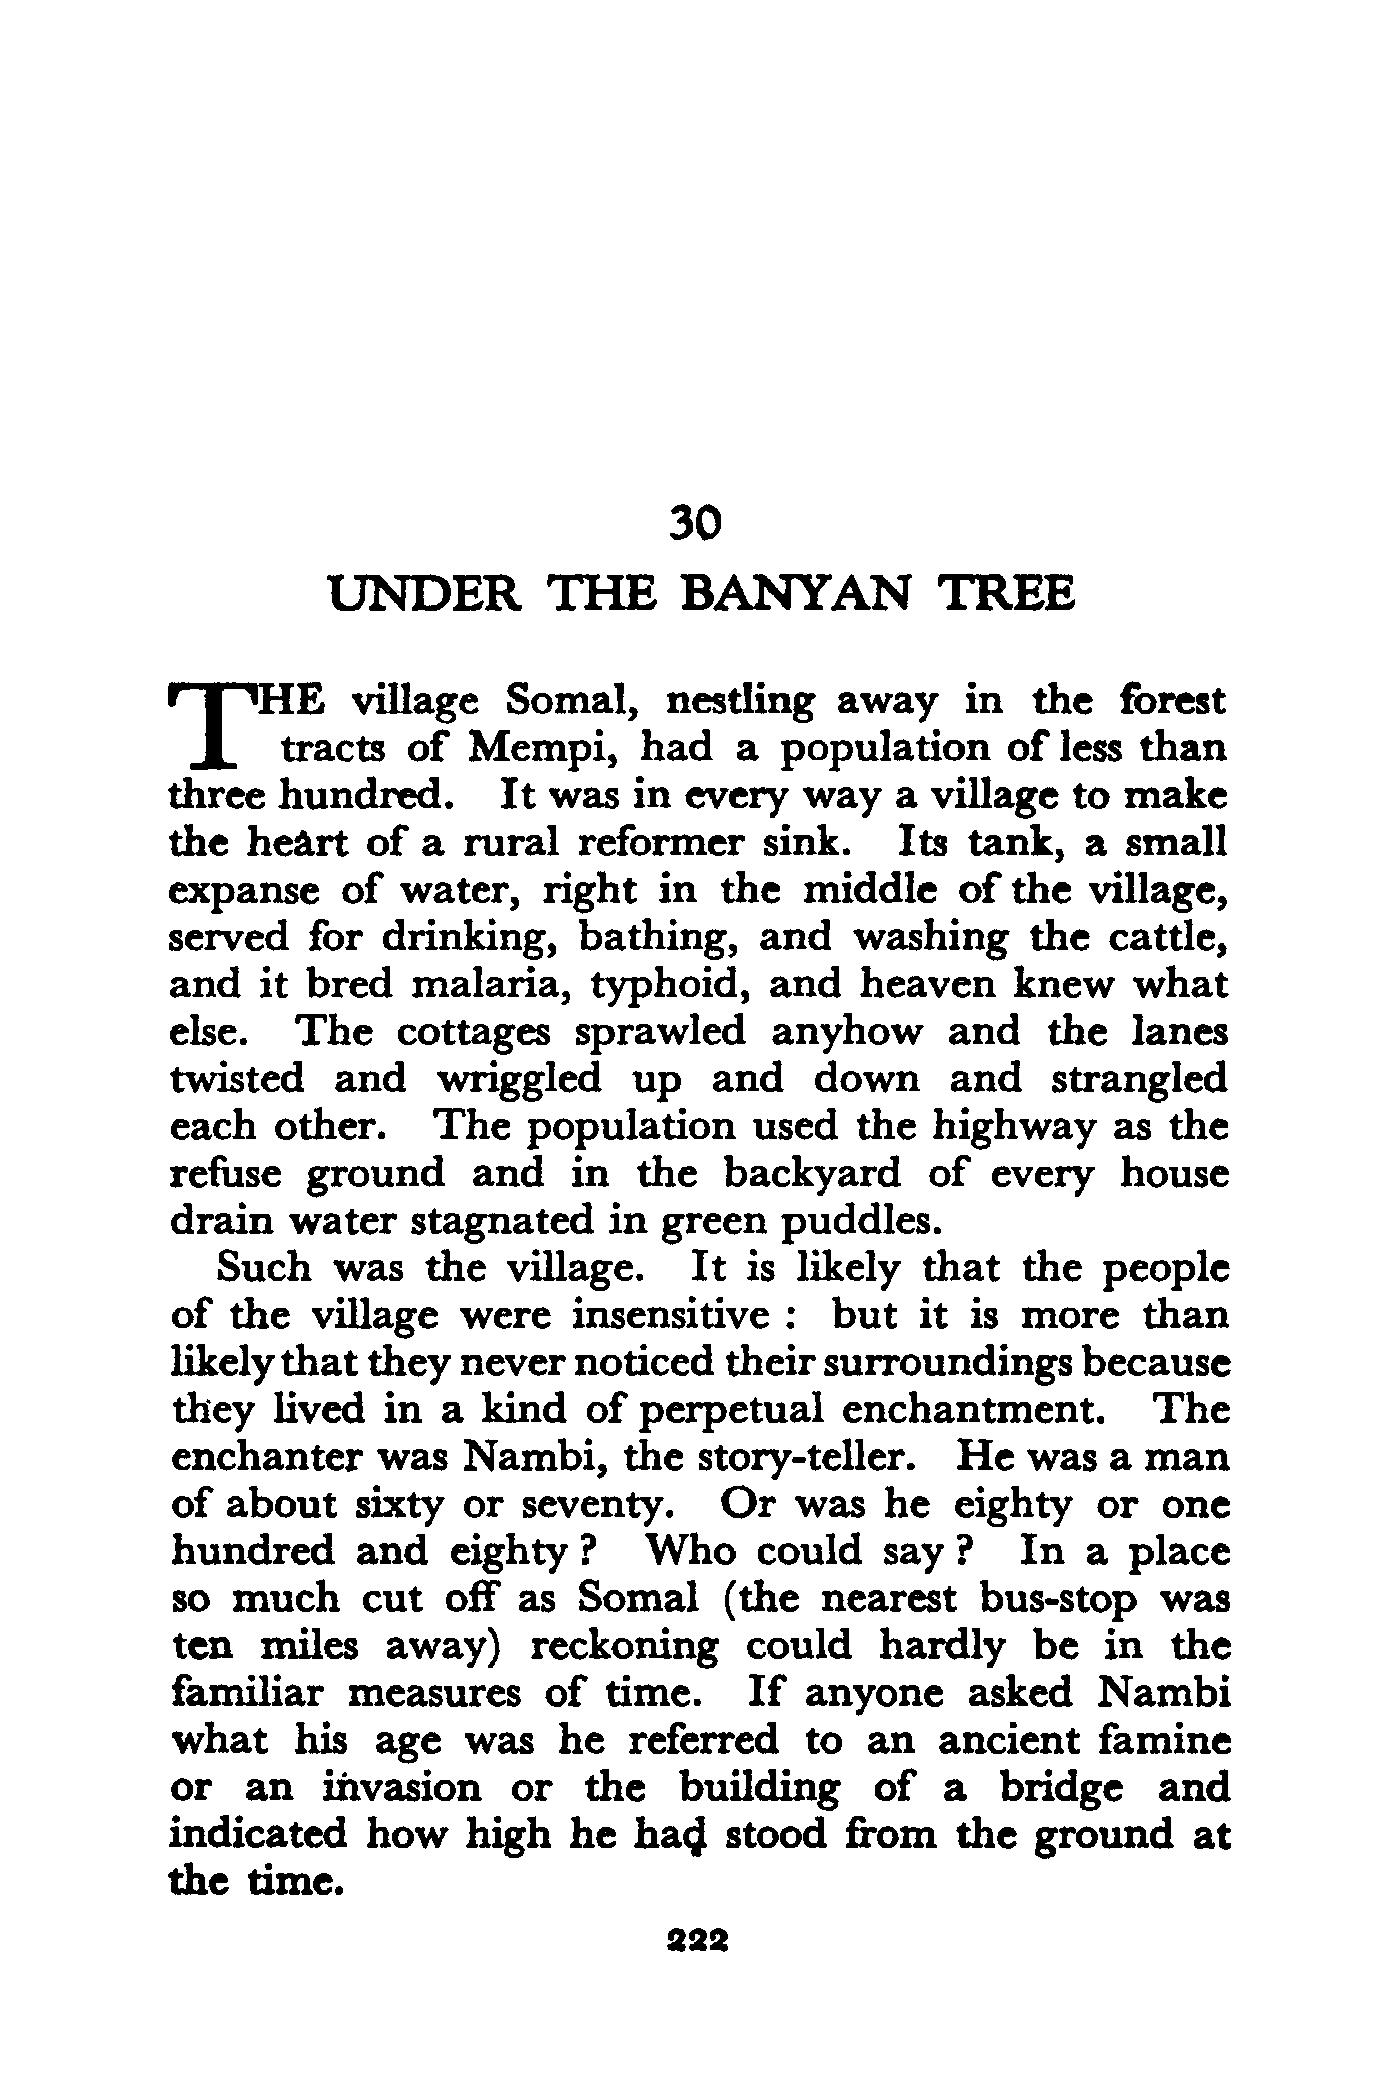 30
UNDER THE BANYAN TREE
THE village Somal, nestling away in the forest
tracts of Mempi, had a population of less than
three hundred. It was in every way a village to make
the heart of a rural reformer sink. Its tank, a small
expanse of water, right in the middle of the village,
served for drinking, bathing, and washing the cattle,
and it bred malaria, typhoid, and heaven knew what
else. The cottages sprawled anyhow and the lanes
twisted and wriggled up and down and strangled
each other. The population used the highway as the
refuse ground and in the backyard of every house
drain water stagnated in green puddles.
Such was the village. It is likely that the people
of the village were insensitive : but it is more than
likely that they never noticed their surroundings because
they lived in a kind of perpetual enchantment. The
enchanter was Nambi, the story-teller. He was a man
of about sixty or seventy. Or was he eighty or one
hundred and eighty ? Who could say ? In a place
so much cut off as Somal (the nearest bus-stop was
ten miles away) reckoning could hardly be in the
familiar measures of time. If anyone asked Nambi
what his age was he referred to an ancient famine
or an invasion or the building of a bridge and
indicated how high he had stood from the ground at
the time.
222